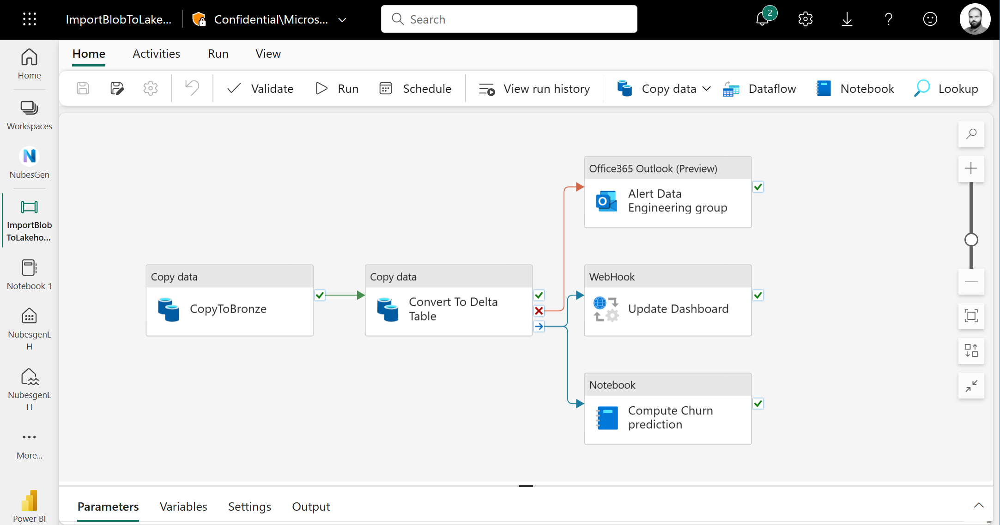 ImportBlobToLake...
Confidential\Micros...
Search
2
Home
Activities
Run
View
Validate
Run
Schedule
View run history
Copy data
Dataflow
Notebook
Lookup
Home
Workspaces
NubesGen
ImportBlob
ToLakeho...
Notebook 1
NubesgenL
H
NubesgenL
H
More...
Power BI
Copy data
CopyToBronze
Copy data
Convert To Delta
Table
Office365 Outlook (Preview)
Alert Data
Engineering group
WebHook
Update Dashboard
Notebook
Compute Churn
prediction
Parameters
Variables
Settings
Output